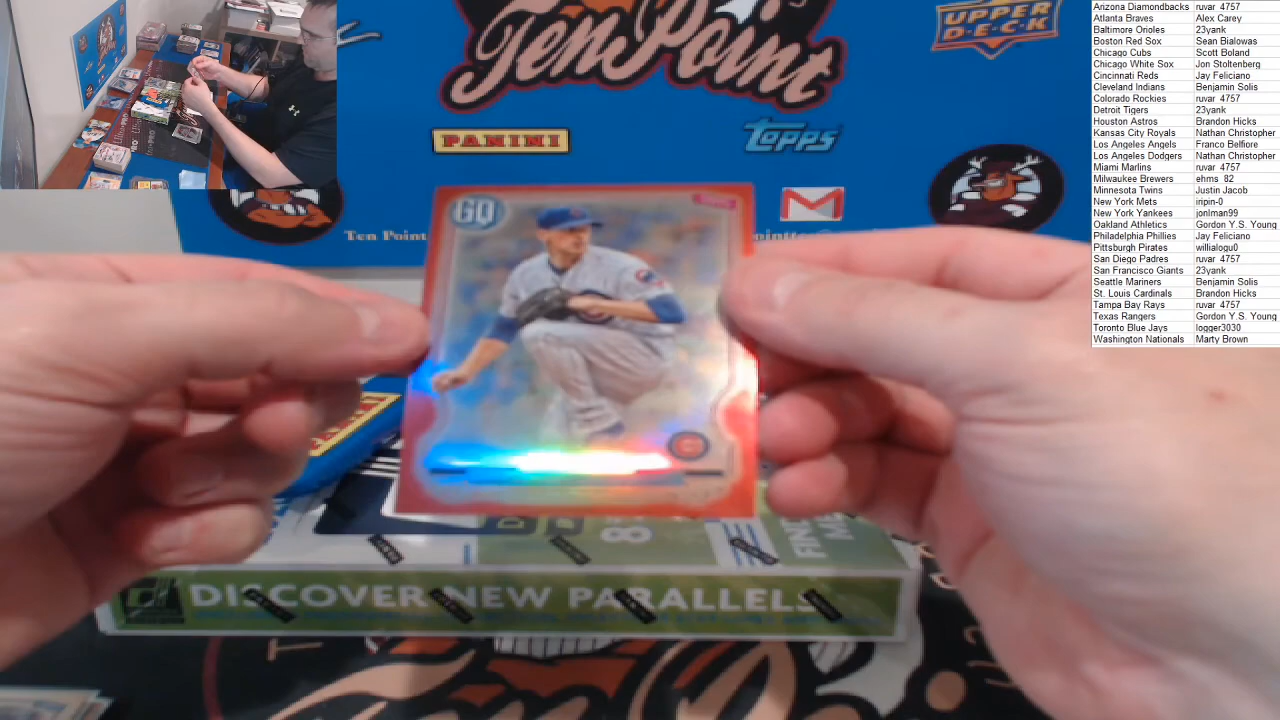 TenPoint
UPPER
D·E·C·K
PANINI
topps
GQ
Ten Point
DISCOVER NEW PARALLELS
FIND
Arizona Diamondbacks ruvar 4757
Atlanta Braves Alex Carey
Baltimore Orioles 23yank
Boston Red Sox Sean Bialowas
Chicago Cubs Scott Boland
Chicago White Sox Jon Stoltenberg
Cincinnati Reds Jay Feliciano
Cleveland Indians Benjamin Solis
Colorado Rockies ruvar 4757
Detroit Tigers 23yank
Houston Astros Brandon Hicks
Kansas City Royals Nathan Christopher
Los Angeles Angels Franco Belfiore
Los Angeles Dodgers Nathan Christopher
Miami Marlins ruvar 4757
Milwaukee Brewers ehms 82
Minnesota Twins Justin Jacob
New York Mets iripin-0
New York Yankees jonlman99
Oakland Athletics Gordon Y.S. Young
Philadelphia Phillies Jay Feliciano
Pittsburgh Pirates willialogu0
San Diego Padres ruvar 4757
San Francisco Giants 23yank
Seattle Mariners Benjamin Solis
St. Louis Cardinals Brandon Hicks
Tampa Bay Rays ruvar 4757
Texas Rangers Gordon Y.S. Young
Toronto Blue Jays logger3030
Washington Nationals Marty Brown